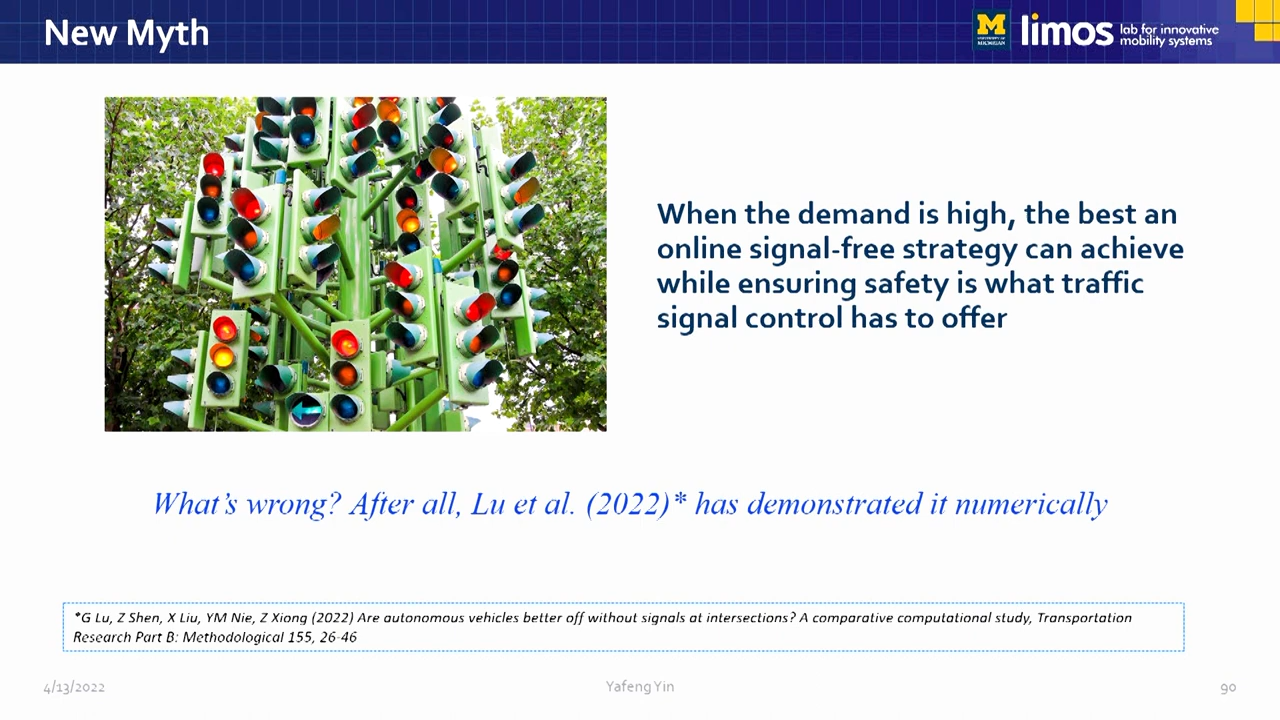 New Myth
M
UNIVERSITY OF
MICHIGAN
limos
lab for innovative
mobility systems
When the demand is high, the best an
online signal-free strategy can achieve
while ensuring safety is what traffic
signal control has to offer
What's wrong? After all, Lu et al. (2022)* has demonstrated it numerically
*G Lu, Z Shen, X Liu, YM Nie, Z Xiong (2022) Are autonomous vehicles better off without signals at intersections? A comparative computational study, Transportation
Research Part B: Methodological 155, 26-46
4/13/2022
Yafeng Yin
90